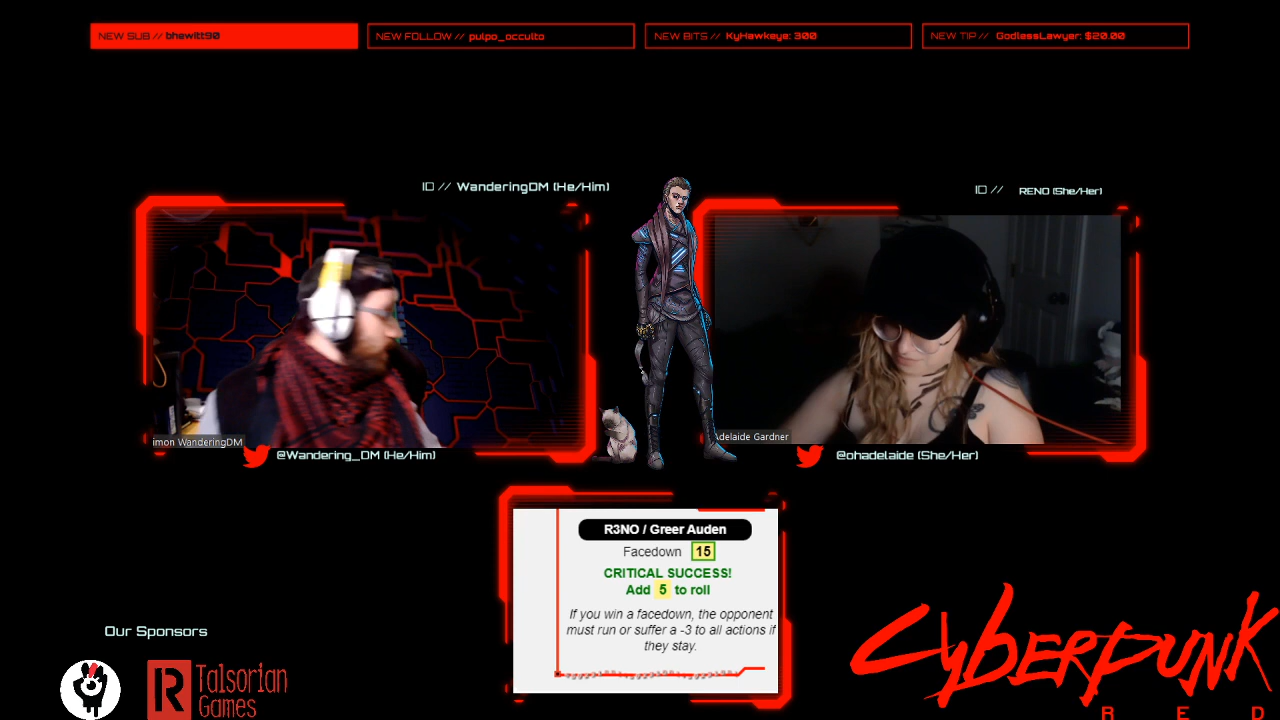 NEW SUB // bhewitt90
NEW FOLLOW // pulpo_occulto
NEW BITS // KyHawkeye: 300
NEW TIP // GodlessLawyer: $20.00
ID // WanderingDM (He/Him)
ID // RENO (She/Her)
imon WanderingDM
delaide Gardner
@Wandering_DM (He/Him)
@ohadelaide (She/Her)
R3NO / Greer Auden
Facedown 15
CRITICAL SUCCESS!
Add 5 to roll
If you win a facedown, the opponent
must run or suffer a -3 to all actions if
they stay.
Our Sponsors
R Talsorian
Games
Cyberpunk
RED